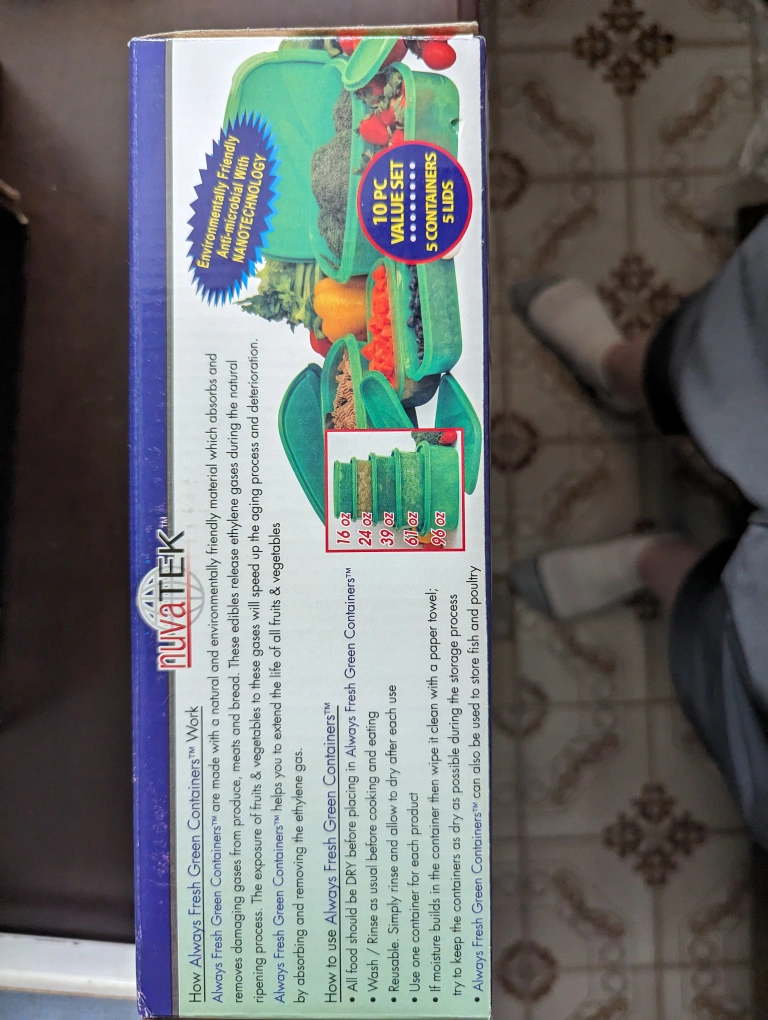 nuvaTEK™
How Always Fresh Green Containers™ Work
Always Fresh Green Containers™ are made with a natural and environmentally friendly material which absorbs and
removes damaging gases from produce, meats and bread. These edibles release ethylene gases during the natural
ripening process. The exposure of fruits & vegetables to these gases will speed up the aging process and deterioration.
Always Fresh Green Containers™ helps you to extend the life of all fruits & vegetables
by absorbing and removing the ethylene gas.
How to use Always Fresh Green Containers™
• All food should be DRY before placing in Always Fresh Green Containers™
• Wash / Rinse as usual before cooking and eating
• Reusable. Simply rinse and allow to dry after each use
• Use one container for each product
• If moisture builds in the container then wipe it clean with a paper towel;
try to keep the containers as dry as possible during the storage process
• Always Fresh Green Containers™ can also be used to store fish and poultry
16 oz
24 oz
39 oz
61 oz
96 oz
Environmentally Friendly
Anti-microbial With
NANOTECHNOLOGY
10 PC
VALUE SET
5 CONTAINERS
5 LIDS